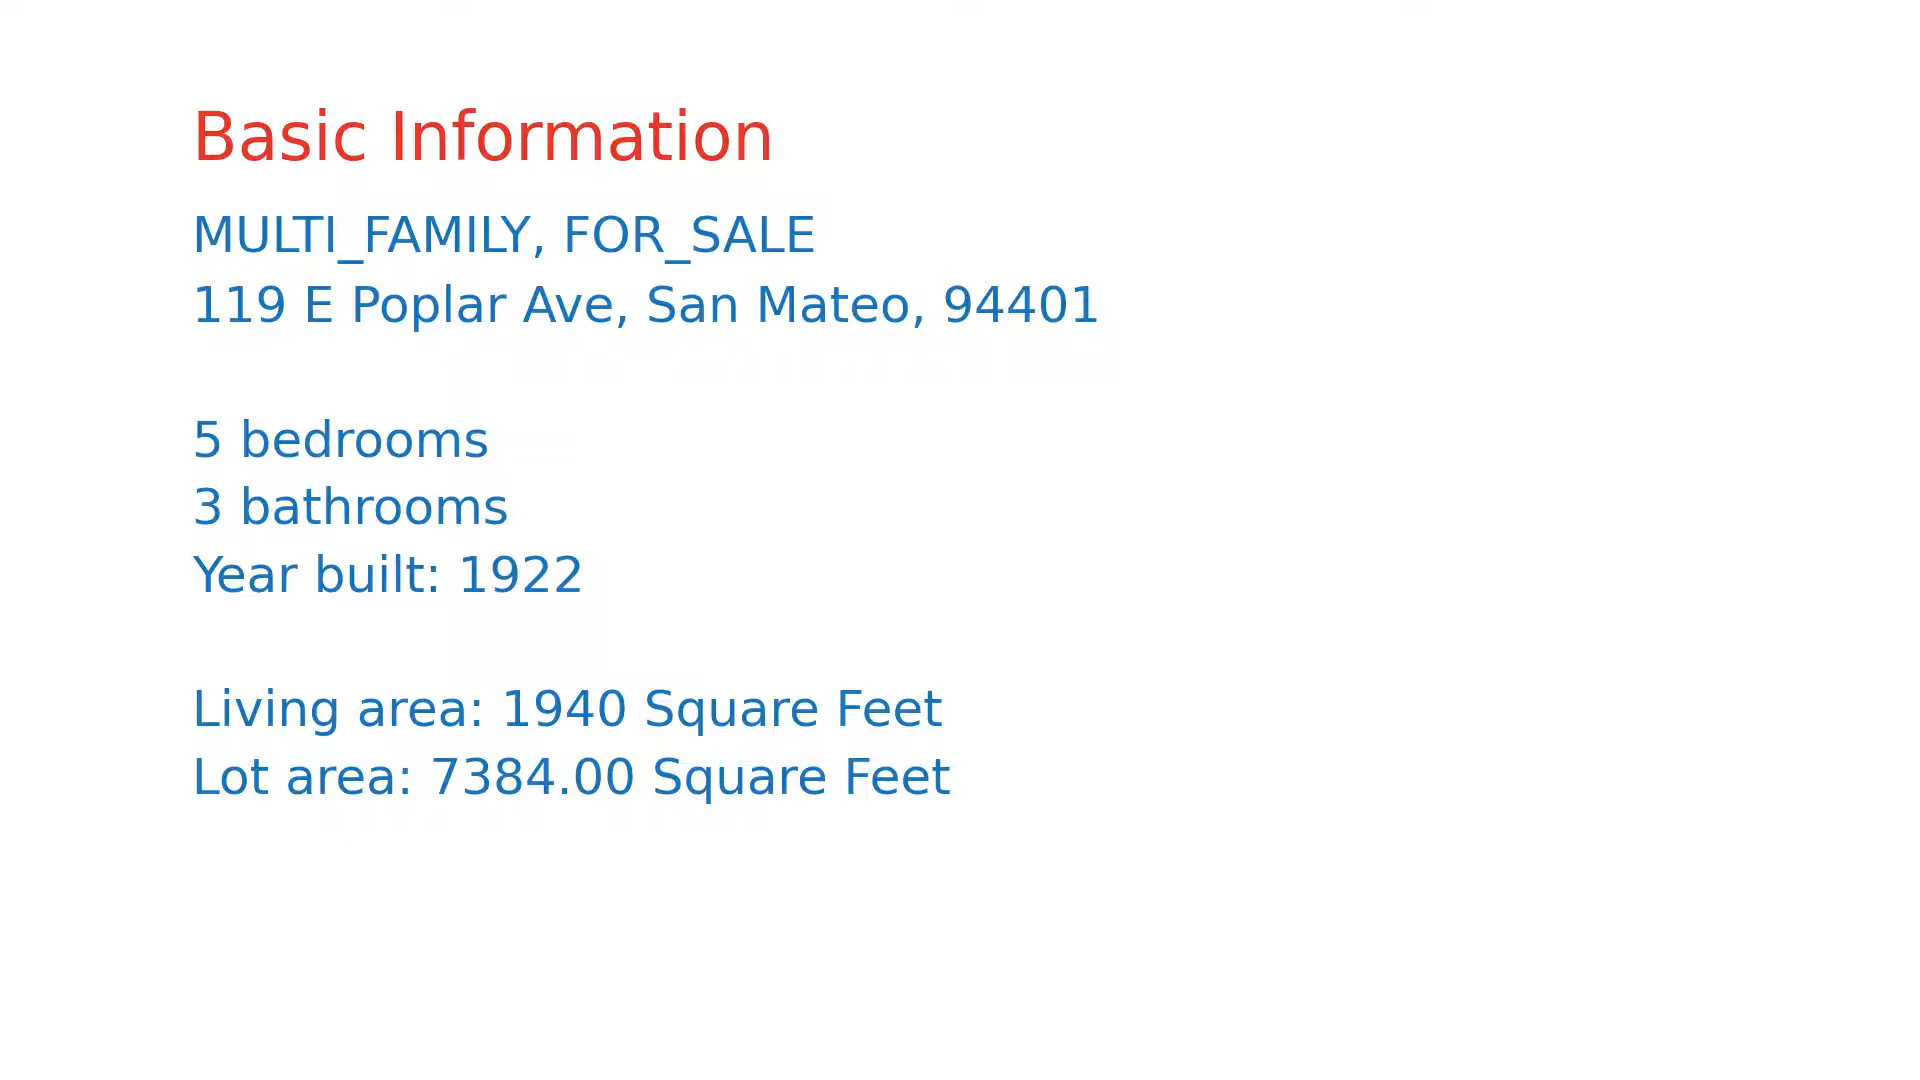 Basic Information
MULTI_FAMILY, FOR_SALE
119 E Poplar Ave, San Mateo, 94401
5 bedrooms
3 bathrooms
Year built: 1922
Living area: 1940 Square Feet
Lot area: 7384.00 Square Feet